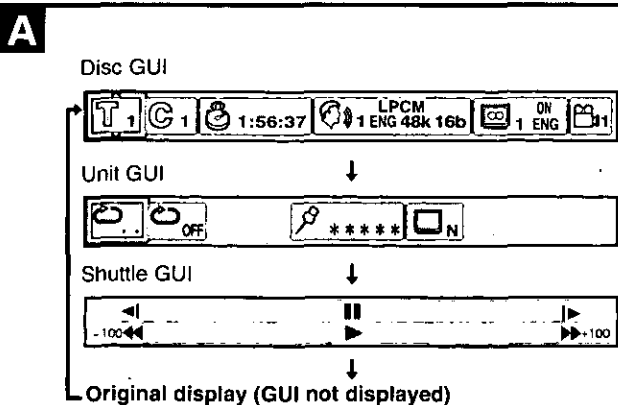 A
Disc GUI
T 1 C 1 1:56:37 1 ENG LPCM 48k 16b 1 ON ENG 1
Unit GUI
.. OFF ***** N
Shuttle GUI
-100 +100
Original display (GUI not displayed)